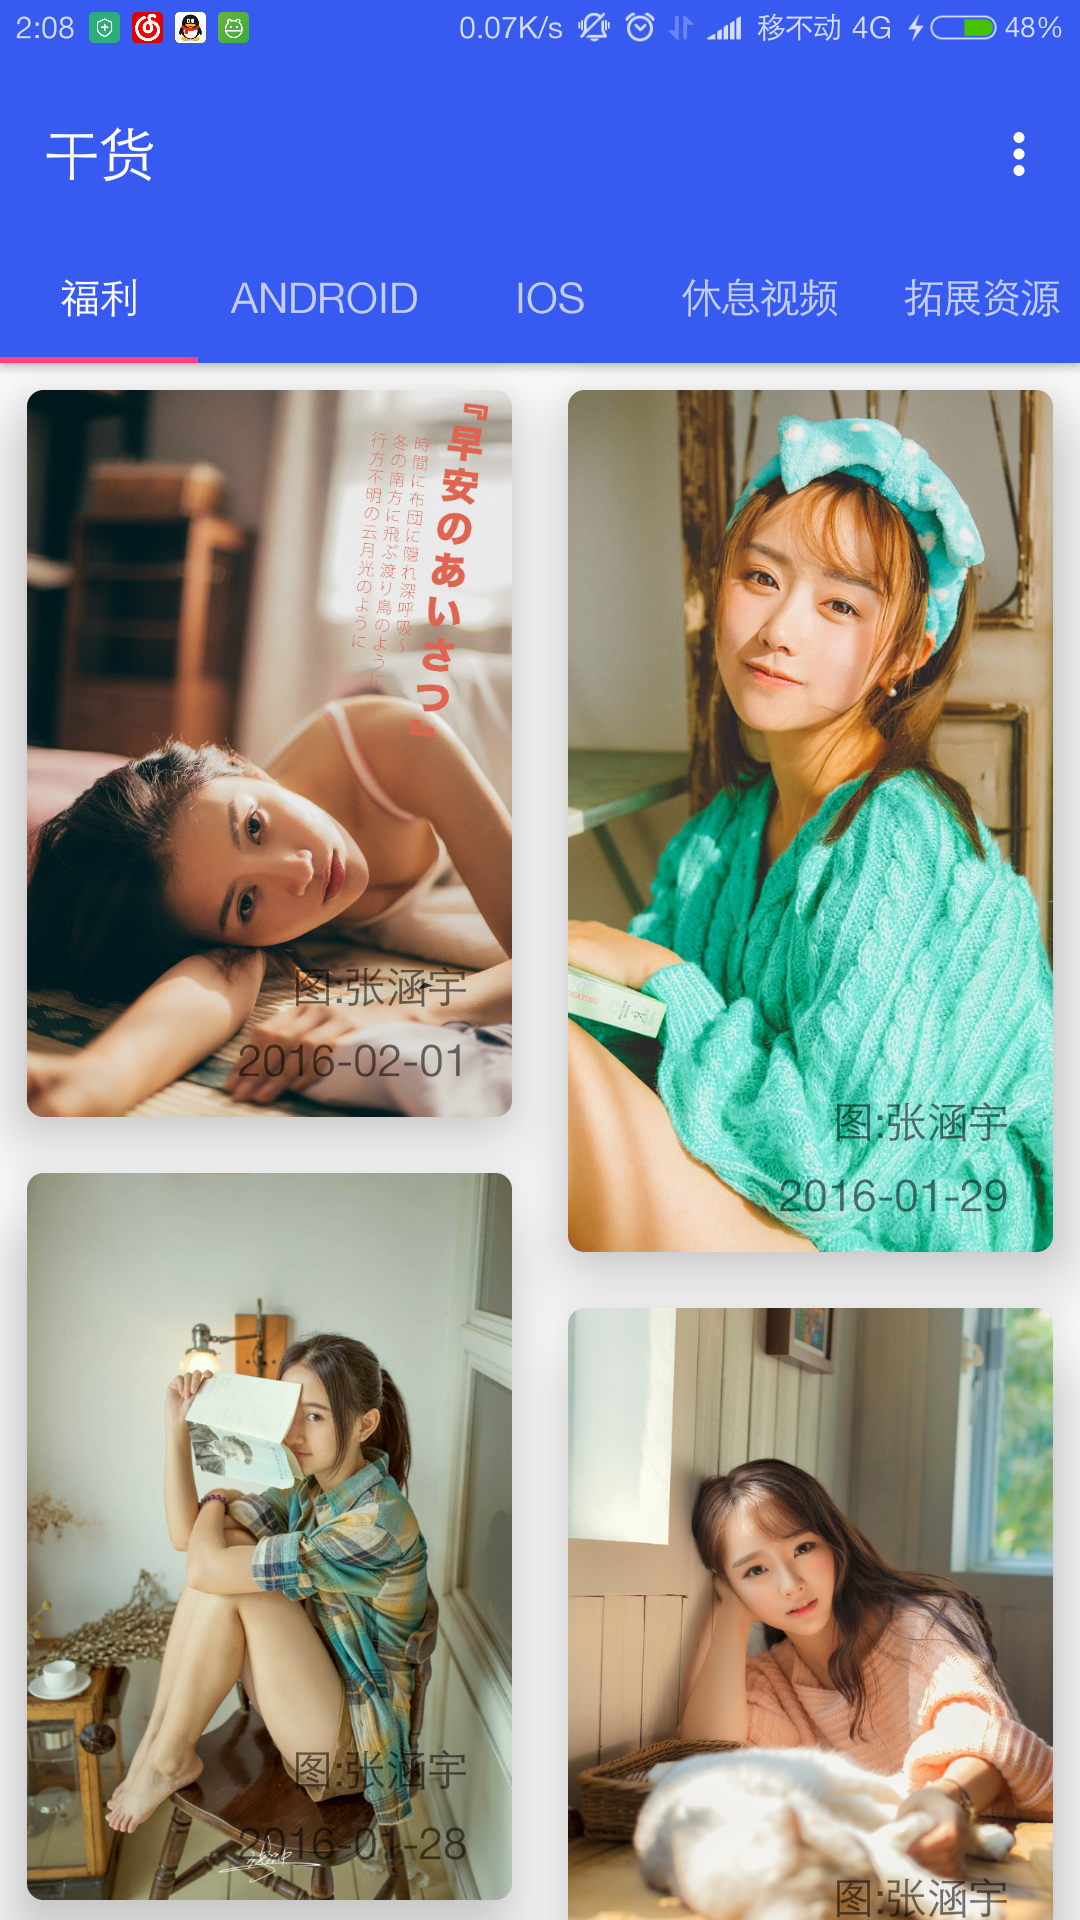 2:08
0.07K/s
移不动 4G
48%
干货
福利
ANDROID
IOS
休息视频
拓展资源
『早安のあいさつ』
時間に布団に隠れ深呼吸〜
冬の南方に飛ぶ渡り鳥のように
行方不明の云月光のように
图:张涵宇
2016-02-01
图:张涵宇
2016-01-29
图:张涵宇
2016-01-28
图:张涵宇